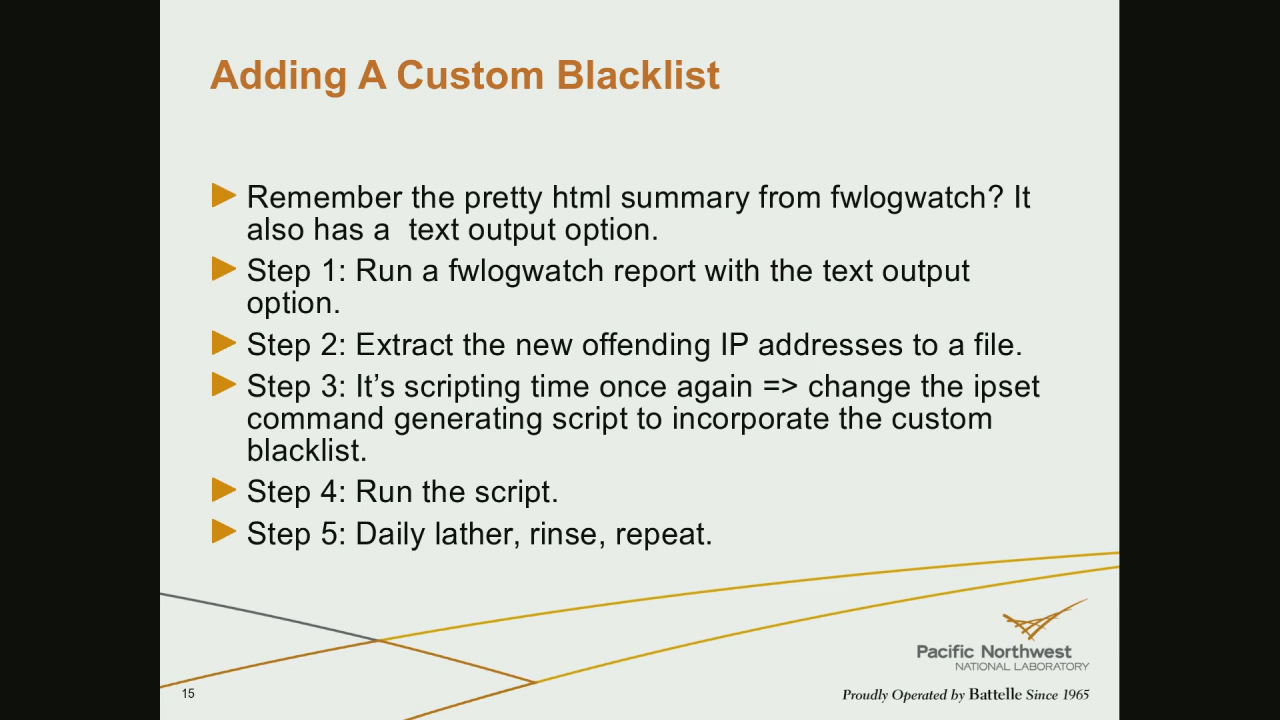 Adding A Custom Blacklist
Remember the pretty html summary from fwlogwatch? It
also has a  text output option.
Step 1: Run a fwlogwatch report with the text output
option.
Step 2: Extract the new offending IP addresses to a file.
Step 3: It’s scripting time once again => change the ipset
command generating script to incorporate the custom
blacklist.
Step 4: Run the script.
Step 5: Daily lather, rinse, repeat.
Pacific Northwest
NATIONAL LABORATORY
15
Proudly Operated by Battelle Since 1965